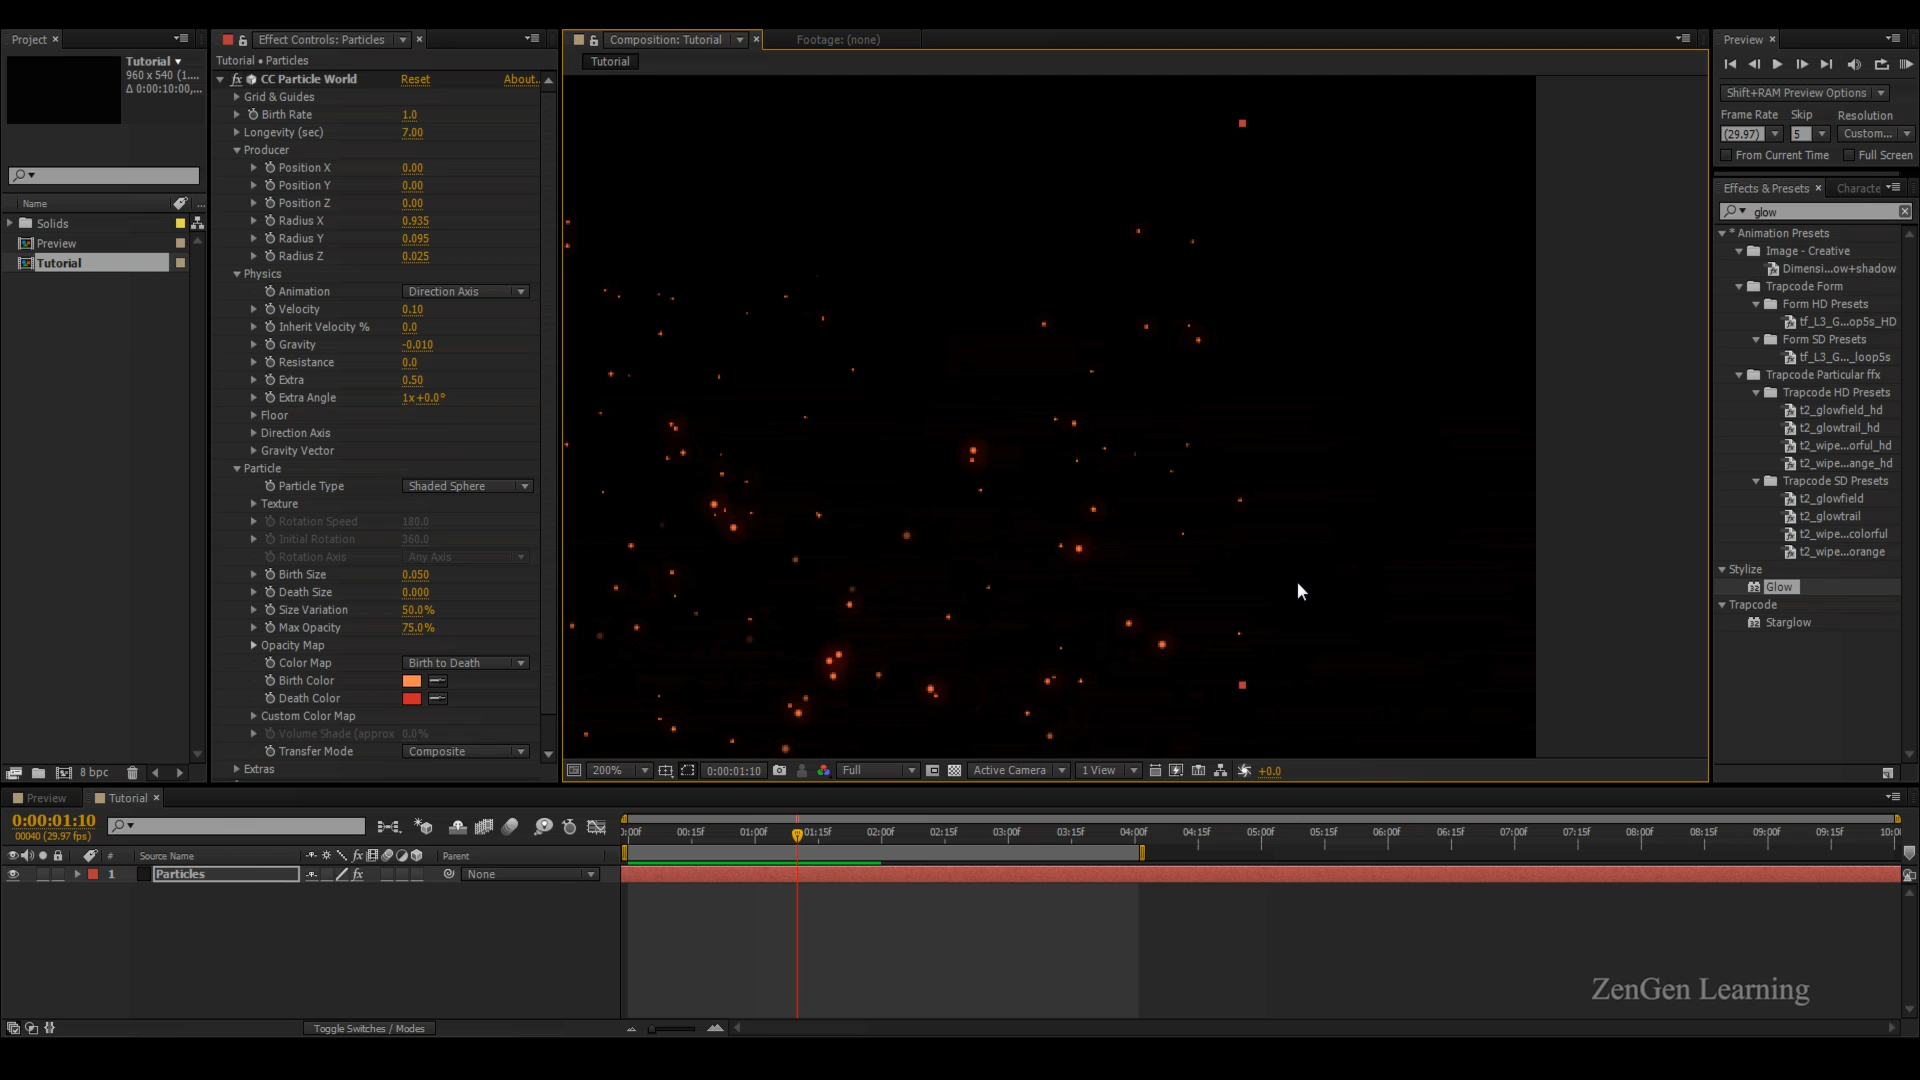 Project ×
Tutorial ▼
960 x 540 (1....
Δ 0:00:10:00,...
Name
Solids
Preview
Tutorial
8 bpc
Effect Controls: Particles ×
Tutorial • Particles
fx CC Particle World Reset About...
Grid & Guides
Birth Rate 1.0
Longevity (sec) 7.00
Producer
Position X 0.00
Position Y 0.00
Position Z 0.00
Radius X 0.935
Radius Y 0.095
Radius Z 0.025
Physics
Animation Direction Axis
Velocity 0.10
Inherit Velocity % 0.0
Gravity -0.010
Resistance 0.0
Extra 0.50
Extra Angle 1x+0.0°
Floor
Direction Axis
Gravity Vector
Particle
Particle Type Shaded Sphere
Texture
Rotation Speed 180.0
Initial Rotation 360.0
Rotation Axis Any Axis
Birth Size 0.050
Death Size 0.000
Size Variation 50.0%
Max Opacity 75.0%
Opacity Map
Color Map Birth to Death
Birth Color
Death Color
Custom Color Map
Volume Shade (approx 0.0%
Transfer Mode Composite
Extras
Composition: Tutorial × Footage: (none)
Tutorial
200% 0:00:01:10 Full Active Camera 1 View +0.0
Preview ×
Shift+RAM Preview Options
Frame Rate Skip Resolution
(29.97) 5 Custom...
From Current Time Full Screen
Effects & Presets × Characte
glow
* Animation Presets
Image - Creative
Dimensi...ow+shadow
Trapcode Form
Form HD Presets
tf_L3_G...op5s_HD
Form SD Presets
tf_L3_G..._loop5s
Trapcode Particular ffx
Trapcode HD Presets
t2_glowfield_hd
t2_glowtrail_hd
t2_wipe...orful_hd
t2_wipe...ange_hd
Trapcode SD Presets
t2_glowfield
t2_glowtrail
t2_wipe...colorful
t2_wipe...orange
Stylize
32 Glow
Trapcode
32 Starglow
Preview Tutorial ×
0:00:01:10
00040 (29.97 fps)
# Source Name fx Parent
1 Particles fx None
0:00f 00:15f 01:00f 01:15f 02:00f 02:15f 03:00f 03:15f 04:00f 04:15f 05:00f 05:15f 06:00f 06:15f 07:00f 07:15f 08:00f 08:15f 09:00f 09:15f 10:0
Toggle Switches / Modes
ZenGen Learning